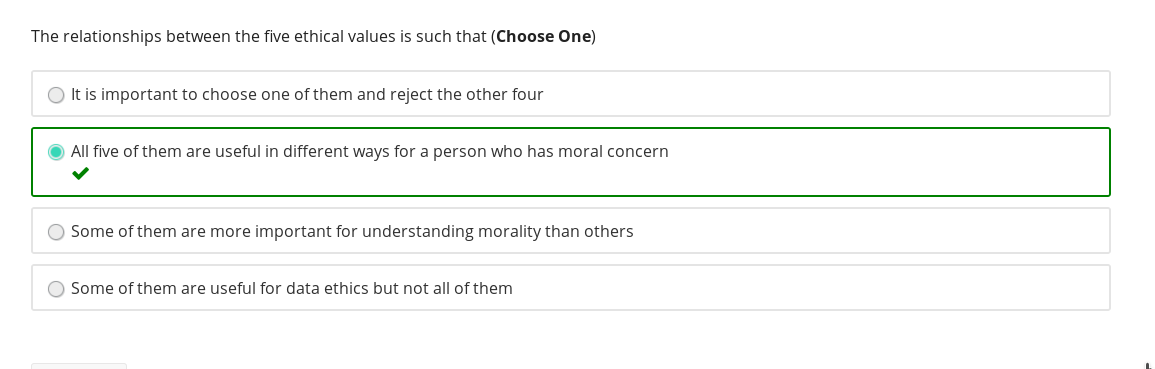 The relationships between the five ethical values is such that (Choose One)
It is important to choose one of them and reject the other four
All five of them are useful in different ways for a person who has moral concern
Some of them are more important for understanding morality than others
Some of them are useful for data ethics but not all of them